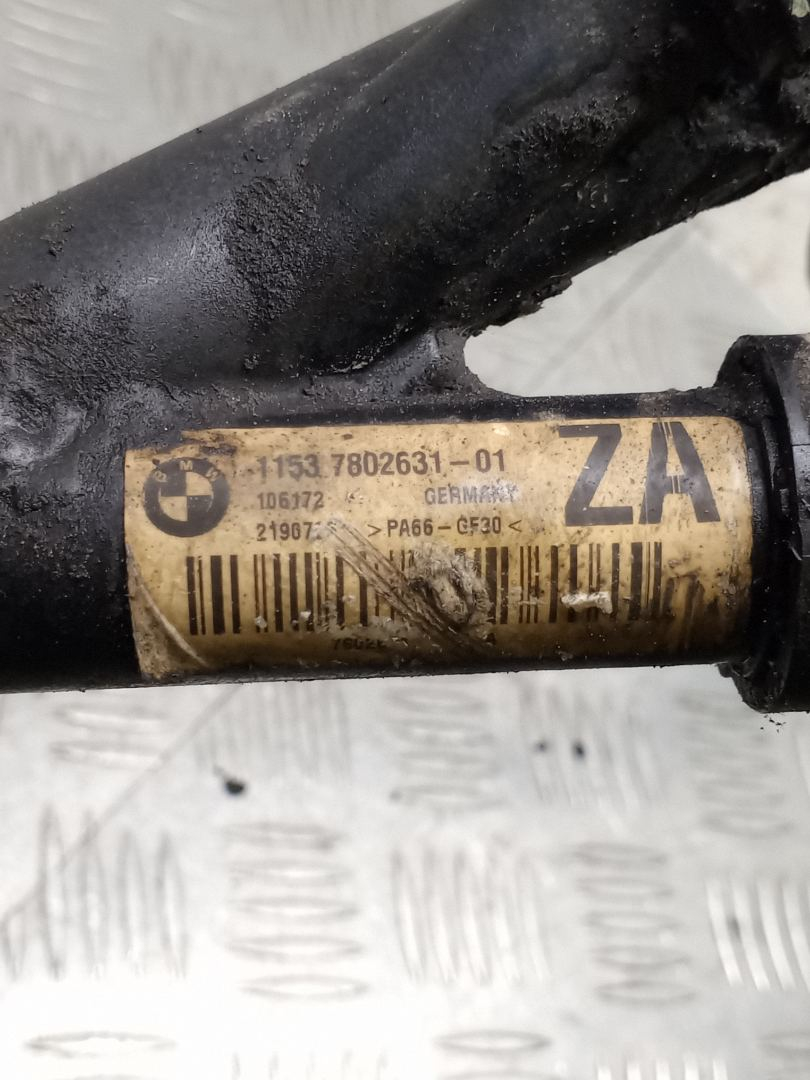 BMW
1153 7802631-01
ZA
106172 GERMANY
>PA66-GF30<